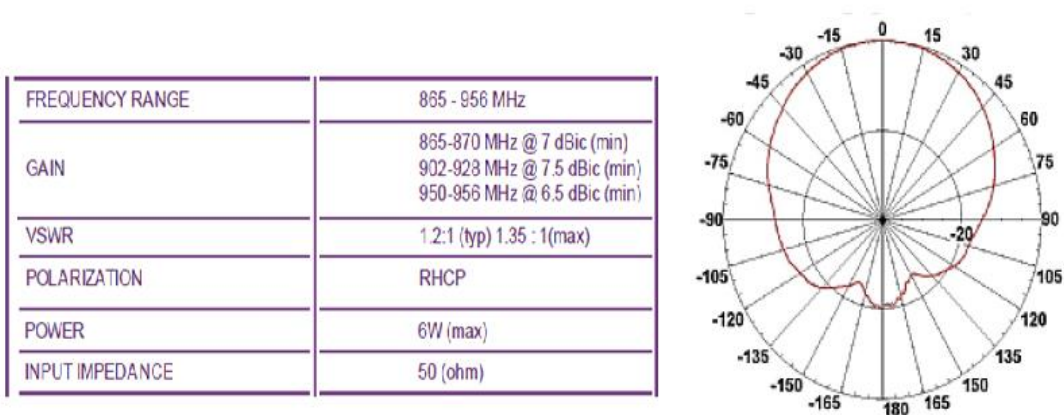 FREQUENCY RANGE 865 - 956 MHz
GAIN
865-870 MHz @ 7 dBic (min)
902-928 MHz @ 7.5 dBic (min)
950-956 MHz @ 6.5 dBic (min)
VSWR 1.2:1 (typ) 1.35 : 1(max)
POLARIZATION RHCP
POWER 6W (max)
INPUT IMPEDANCE 50 (ohm)
0
-15 15
-30 30
-45 45
-60 60
-75 75
-90 90
-20
-105 105
-120 120
-135 135
-150 150
-165 165
180